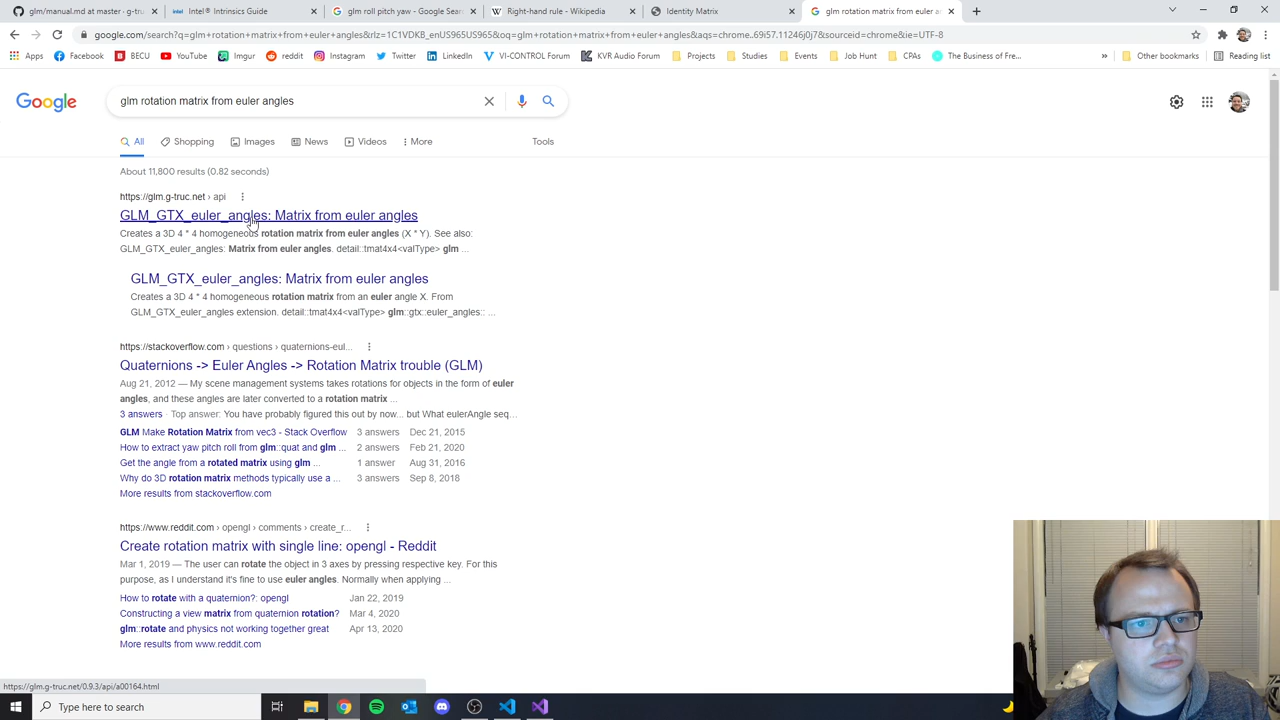 glm/manual.md at master · g-tru
Intel® Intrinsics Guide
glm roll pitch yaw - Google Sear
Right-hand rule - Wikipedia
Identity Matrix
glm rotation matrix from euler an
google.com/search?q=glm+rotation+matrix+from+euler+angles&rlz=1C1VDKB_enUS965US965&oq=glm+rotation+matrix+from+euler+angles&aqs=chrome..69i57.11246j0j7&sourceid=chrome&ie=UTF-8
Apps
Facebook
BECU
YouTube
Imgur
reddit
Instagram
Twitter
LinkedIn
VI-CONTROL Forum
KVR Audio Forum
Projects
Studies
Events
Job Hunt
CPAs
The Business of Fre...
»
Other bookmarks
Reading list
Google
glm rotation matrix from euler angles
All
Shopping
Images
News
Videos
More
Tools
About 11,800 results (0.82 seconds)
https://glm.g-truc.net › api
GLM_GTX_euler_angles: Matrix from euler angles
Creates a 3D 4 * 4 homogeneous rotation matrix from euler angles (X * Y). See also:
GLM_GTX_euler_angles: Matrix from euler angles. detail::tmat4x4<valType> glm ...
GLM_GTX_euler_angles: Matrix from euler angles
Creates a 3D 4 * 4 homogeneous rotation matrix from an euler angle X. From
GLM_GTX_euler_angles extension. detail::tmat4x4<valType> glm::gtx::euler_angles:: ...
https://stackoverflow.com › questions › quaternions-eul...
Quaternions -> Euler Angles -> Rotation Matrix trouble (GLM)
Aug 21, 2012 — My scene management systems takes rotations for objects in the form of euler
angles, and these angles are later converted to a rotation matrix ...
3 answers · Top answer: You have probably figured this out by now... but What eulerAngle seq...
GLM Make Rotation Matrix from vec3 - Stack Overflow 3 answers Dec 21, 2015
How to extract yaw pitch roll from glm::quat and glm ... 2 answers Feb 21, 2020
Get the angle from a rotated matrix using glm ... 1 answer Aug 31, 2016
Why do 3D rotation matrix methods typically use a ... 3 answers Sep 8, 2018
More results from stackoverflow.com
https://www.reddit.com › opengl › comments › create_r...
Create rotation matrix with single line: opengl - Reddit
Mar 1, 2019 — The user can rotate the object in 3 axes by pressing respective key. For this
purpose, as I understand it's fine to use euler angles. Normally when applying ...
How to rotate with a quaternion?: opengl Jan 22, 2019
Constructing a view matrix from quaternion rotation? Mar 4, 2020
glm::rotate and physics not working together great Apr 13, 2020
More results from www.reddit.com
https://glm.g-truc.net/0.9.3/api/a00164.html
Type here to search